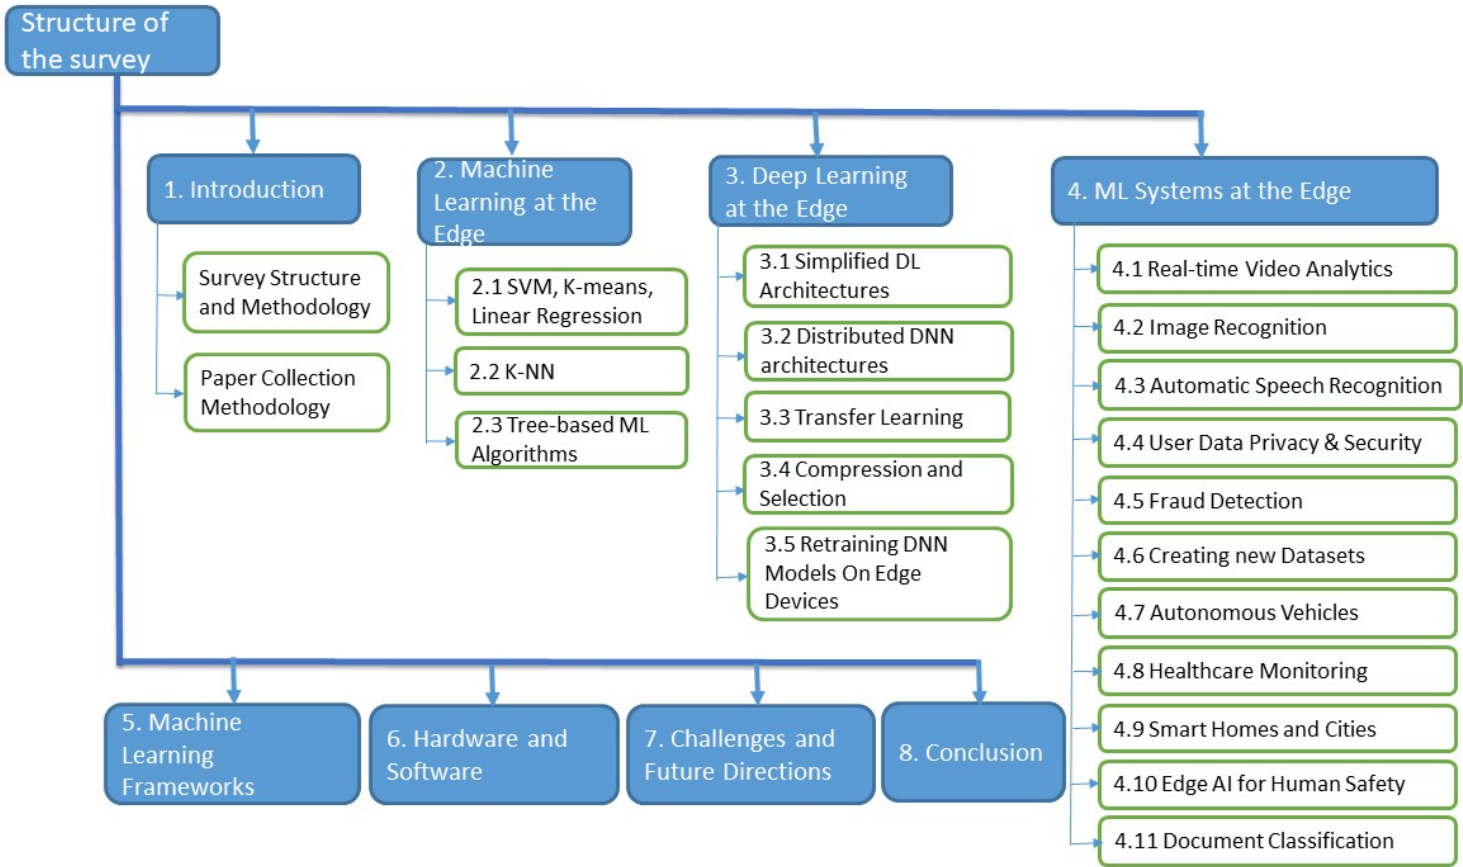 Structure of
the survey
1. Introduction
Survey Structure
and Methodology
Paper Collection
Methodology
2. Machine
Learning at the
Edge
2.1 SVM, K-means,
Linear Regression
2.2 K-NN
2.3 Tree-based ML
Algorithms
3. Deep Learning
at the Edge
3.1 Simplified DL
Architectures
3.2 Distributed DNN
architectures
3.3 Transfer Learning
3.4 Compression and
Selection
3.5 Retraining DNN
Models On Edge
Devices
4. ML Systems at the Edge
4.1 Real-time Video Analytics
4.2 Image Recognition
4.3 Automatic Speech Recognition
4.4 User Data Privacy & Security
4.5 Fraud Detection
4.6 Creating new Datasets
4.7 Autonomous Vehicles
4.8 Healthcare Monitoring
4.9 Smart Homes and Cities
4.10 Edge AI for Human Safety
4.11 Document Classification
5. Machine
Learning
Frameworks
6. Hardware and
Software
7. Challenges and
Future Directions
8. Conclusion